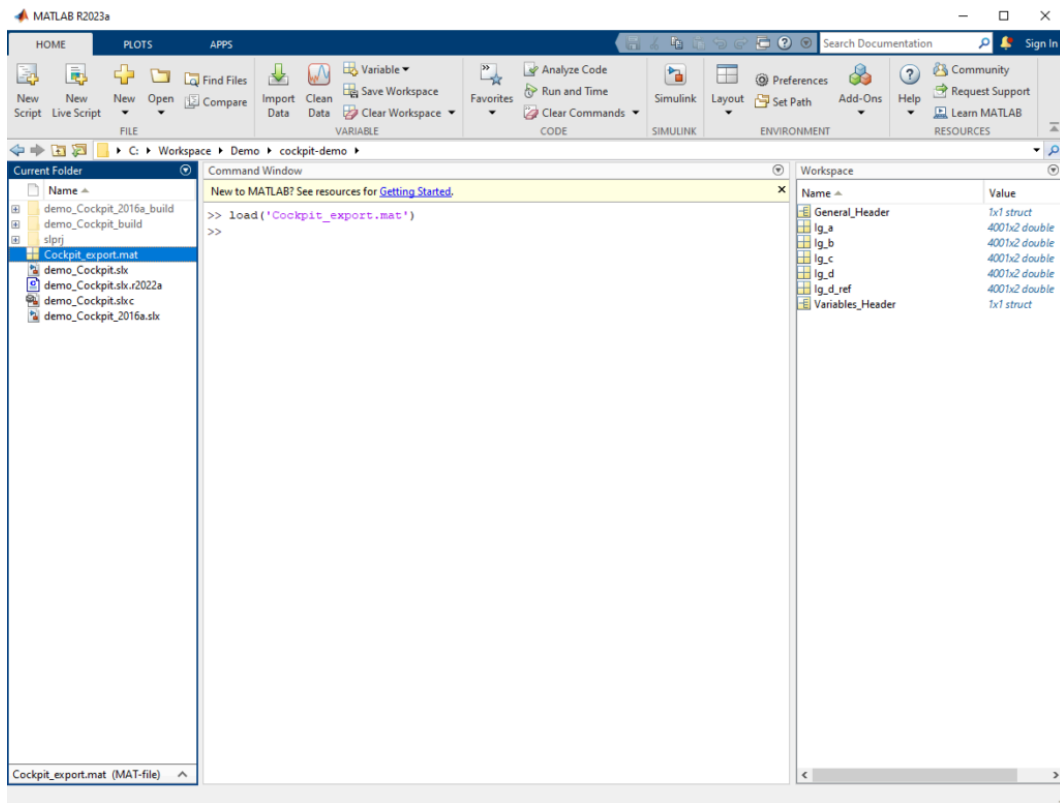 MATLAB R2023a
HOME PLOTS APPS Search Documentation Sign In
New Script New Live Script New Open Find Files Compare Import Data Clean Data Variable Save Workspace Clear Workspace Favorites Analyze Code Run and Time Clear Commands Simulink Layout Preferences Set Path Add-Ons Help Community Request Support Learn MATLAB
FILE VARIABLE CODE SIMULINK ENVIRONMENT RESOURCES
C: Workspace Demo cockpit-demo
Current Folder
Name
demo_Cockpit_2016a_build
demo_Cockpit_build
slprj
Cockpit_export.mat
demo_Cockpit.slx
demo_Cockpit.slx.r2022a
demo_Cockpit.slxc
demo_Cockpit_2016a.slx
Cockpit_export.mat (MAT-file)
Command Window
New to MATLAB? See resources for Getting Started.
>> load('Cockpit_export.mat')
>>
Workspace
Name Value
General_Header 1x1 struct
Ig_a 4001x2 double
Ig_b 4001x2 double
Ig_c 4001x2 double
Ig_d 4001x2 double
Ig_d_ref 4001x2 double
Variables_Header 1x1 struct